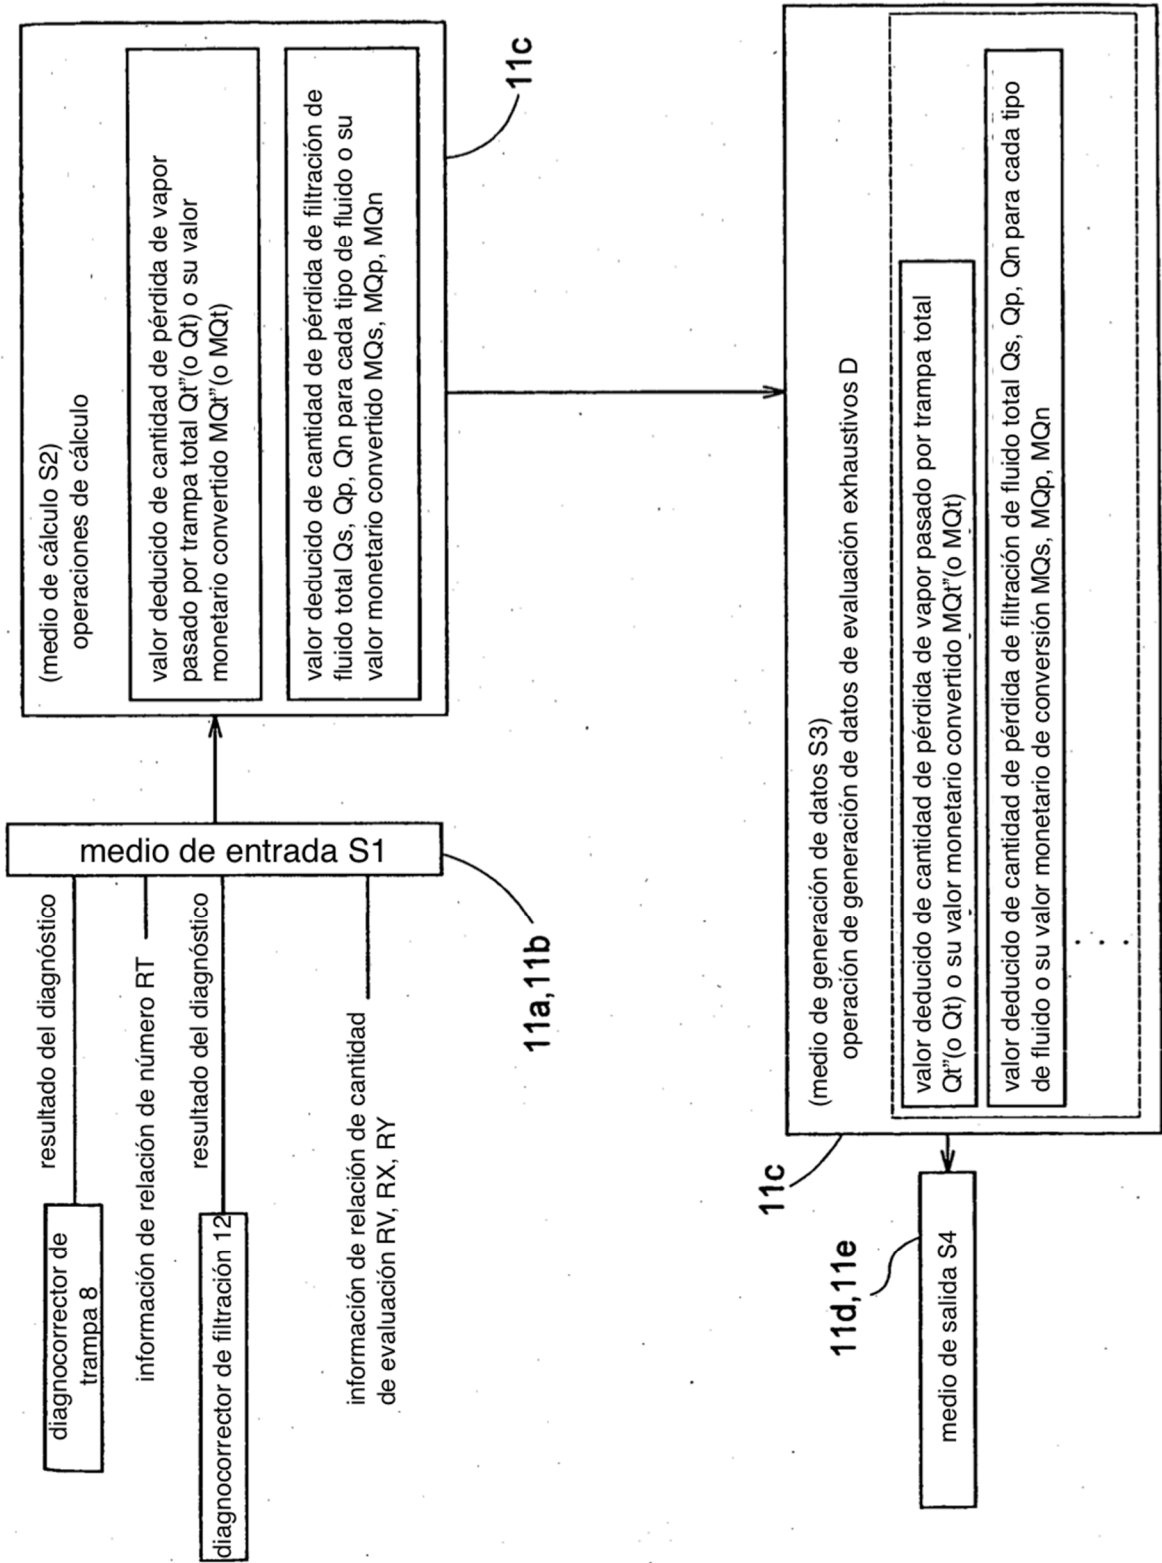 diagnocorrector de
trampa 8
resultado del diagnóstico
información de relación de número RT
diagnocorrector de filtración 12
resultado del diagnóstico
información de relación de cantidad
de evaluación RV, RX, RY
medio de entrada S1
11a,11b
(medio de cálculo S2)
operaciones de cálculo
valor deducido de cantidad de pérdida de vapor
pasado por trampa total Qt"(o Qt) o su valor
monetario convertido MQt"(o MQt)
valor deducido de cantidad de pérdida de filtración de
fluido total Qs, Qp, Qn para cada tipo de fluido o su
valor monetario convertido MQs, MQp, MQn
11c
(medio de generación de datos S3)
operación de generación de datos de evaluación exhaustivos D
valor deducido de cantidad de pérdida de vapor pasado por trampa total
Qt"(o Qt) o su valor monetario convertido MQt"(o MQt)
valor deducido de cantidad de pérdida de filtración de fluido total Qs, Qp, Qn para cada tipo
de fluido o su valor monetario de conversión MQs, MQp, MQn
. . .
11c
medio de salida S4
11d,11e